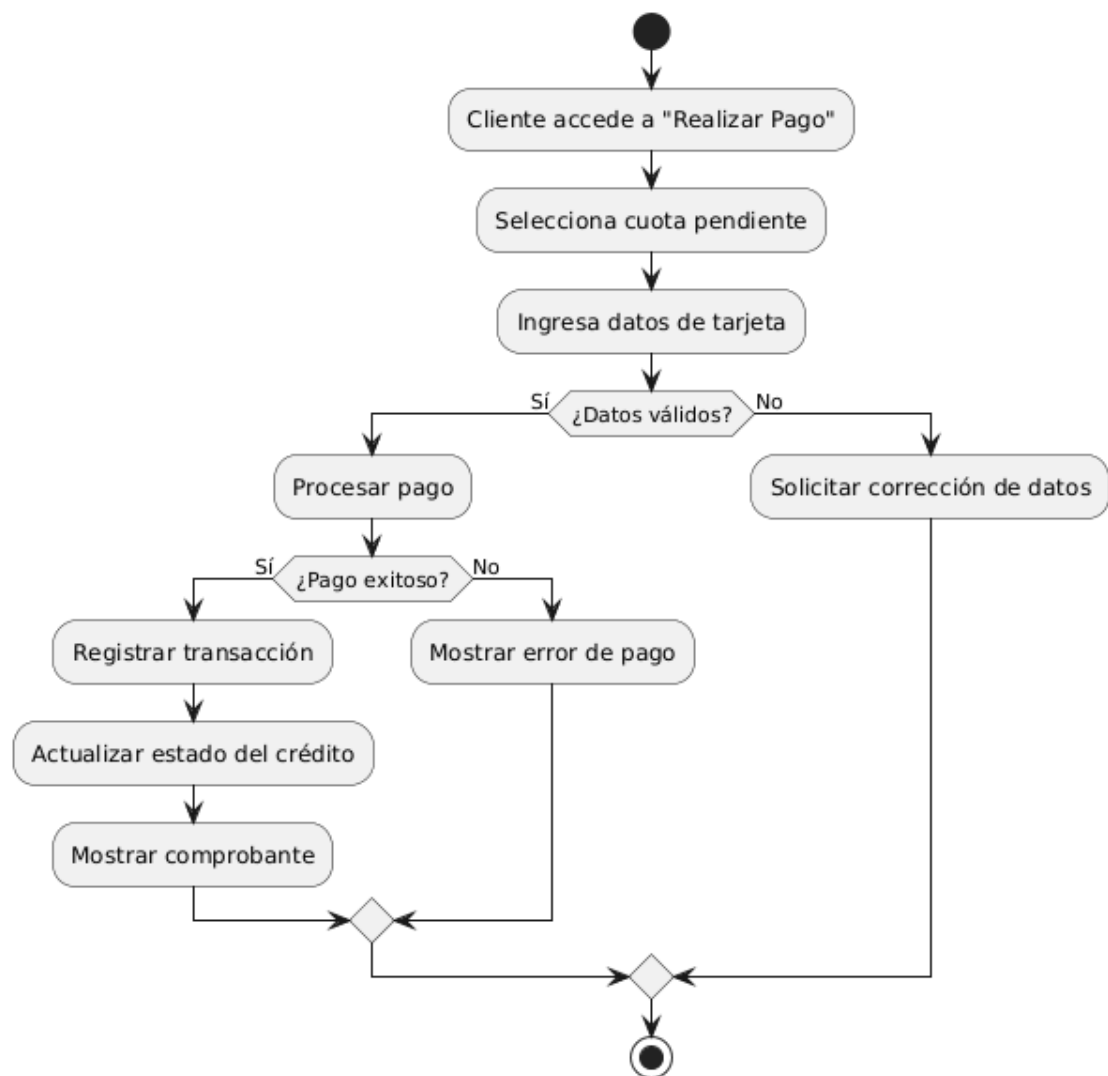 Cliente accede a "Realizar Pago"
Selecciona cuota pendiente
Ingresa datos de tarjeta
Sí
¿Datos válidos?
No
Procesar pago
Solicitar corrección de datos
Sí
¿Pago exitoso?
No
Registrar transacción
Mostrar error de pago
Actualizar estado del crédito
Mostrar comprobante